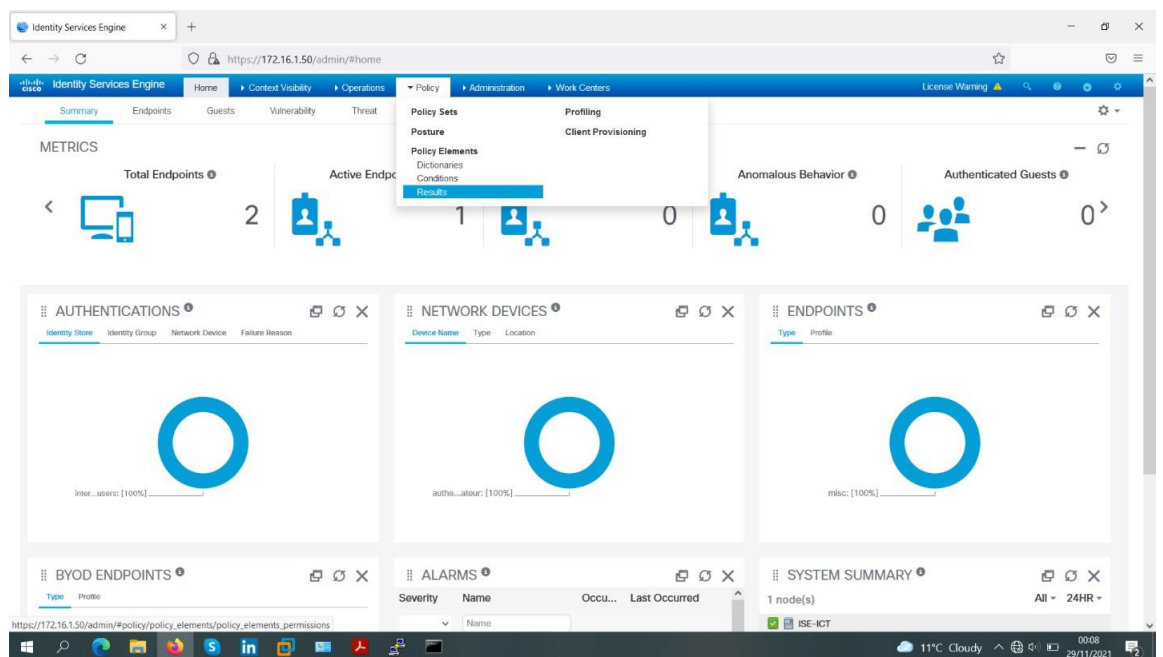 Identity Services Engine
https://172.16.1.50/admin/#home
cisco Identity Services Engine Home Context Visibility Operations Policy Administration Work Centers License Warning
Summary Endpoints Guests Vulnerability Threat
Policy Sets Profiling
Posture Client Provisioning
Policy Elements
Dictionaries
Conditions
Results
METRICS
Total Endpoints Active Endpo Anomalous Behavior Authenticated Guests
2 1 0 0 0
AUTHENTICATIONS
Identity Store Identity Group Network Device Failure Reason
inter...users: [100%]
NETWORK DEVICES
Device Name Type Location
authe...ateur: [100%]
ENDPOINTS
Type Profile
misc: [100%]
BYOD ENDPOINTS
Type Profile
ALARMS
Severity Name Occu... Last Occurred
Name
SYSTEM SUMMARY
1 node(s) All 24HR
ISE-ICT
https://172.16.1.50/admin/#policy/policy_elements/policy_elements_permissions
11°C Cloudy
00:08
29/11/2021